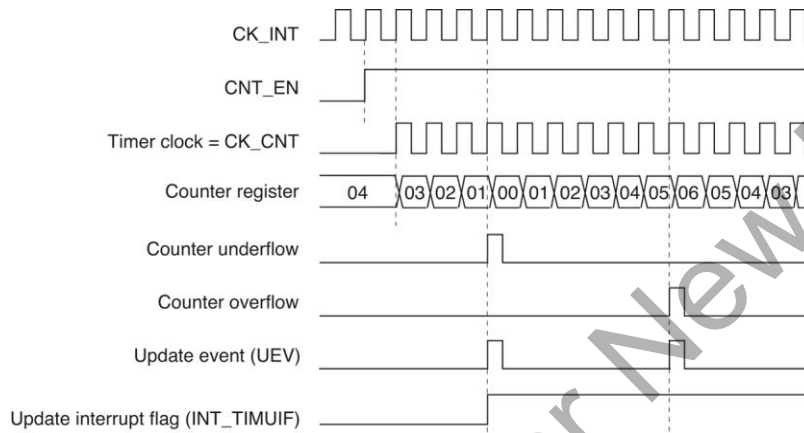 CK_INT
CNT_EN
Timer clock = CK_CNT
Counter register 04 03 02 01 00 01 02 03 04 05 06 05 04 03
Counter underflow
Counter overflow
Update event (UEV)
Update interrupt flag (INT_TIMUIF)
r New